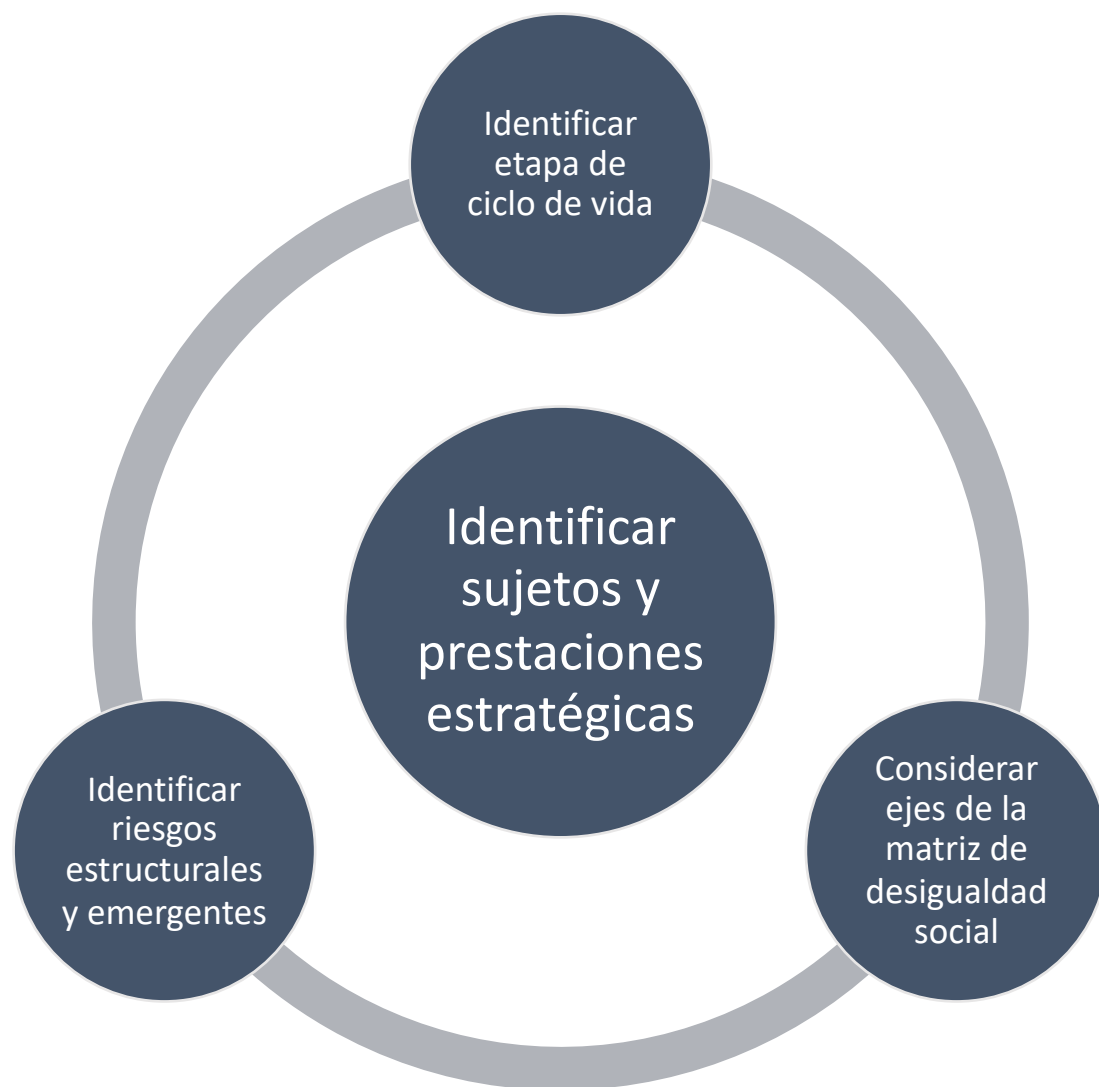 Identificar
etapa de
ciclo de vida
Identificar
sujetos y
prestaciones
estratégicas
Considerar
ejes de la
matriz de
desigualdad
social
Identificar
riesgos
estructurales
y emergentes